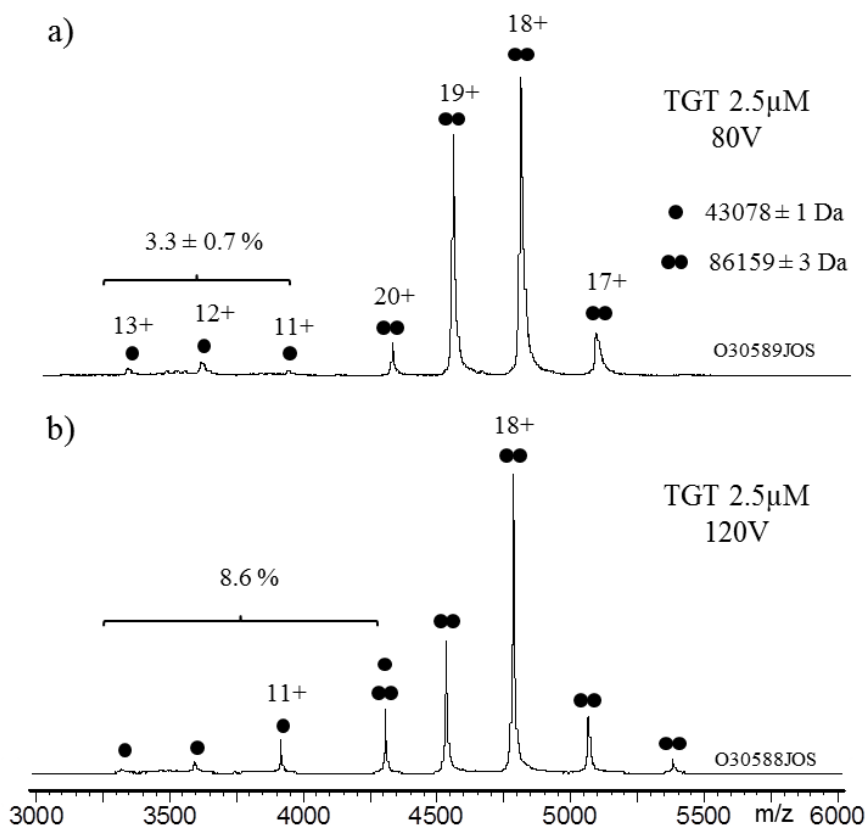 a)
18+
19+
TGT 2.5µM
80V
43078 ± 1 Da
3.3 ± 0.7 %
86159 ± 3 Da
20+
17+
13+
12+
11+
O30589JOS
b)
18+
TGT 2.5µM
120V
8.6 %
11+
O30588JOS
3000 3500 4000 4500 5000 5500 m/z 6000